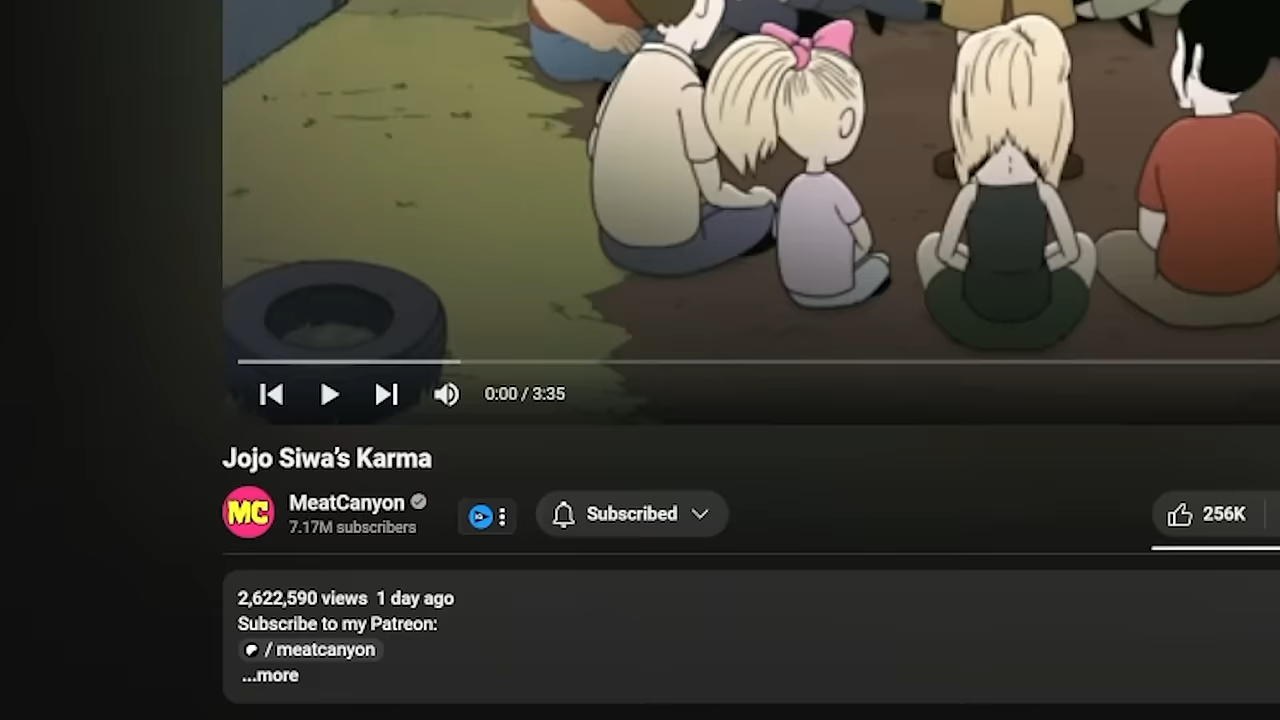 0:00 / 3:35
Jojo Siwa's Karma
MC
MeatCanyon
7.17M subscribers
Subscribed
256K
2,622,590 views 1 day ago
Subscribe to my Patreon:
/ meatcanyon
...more